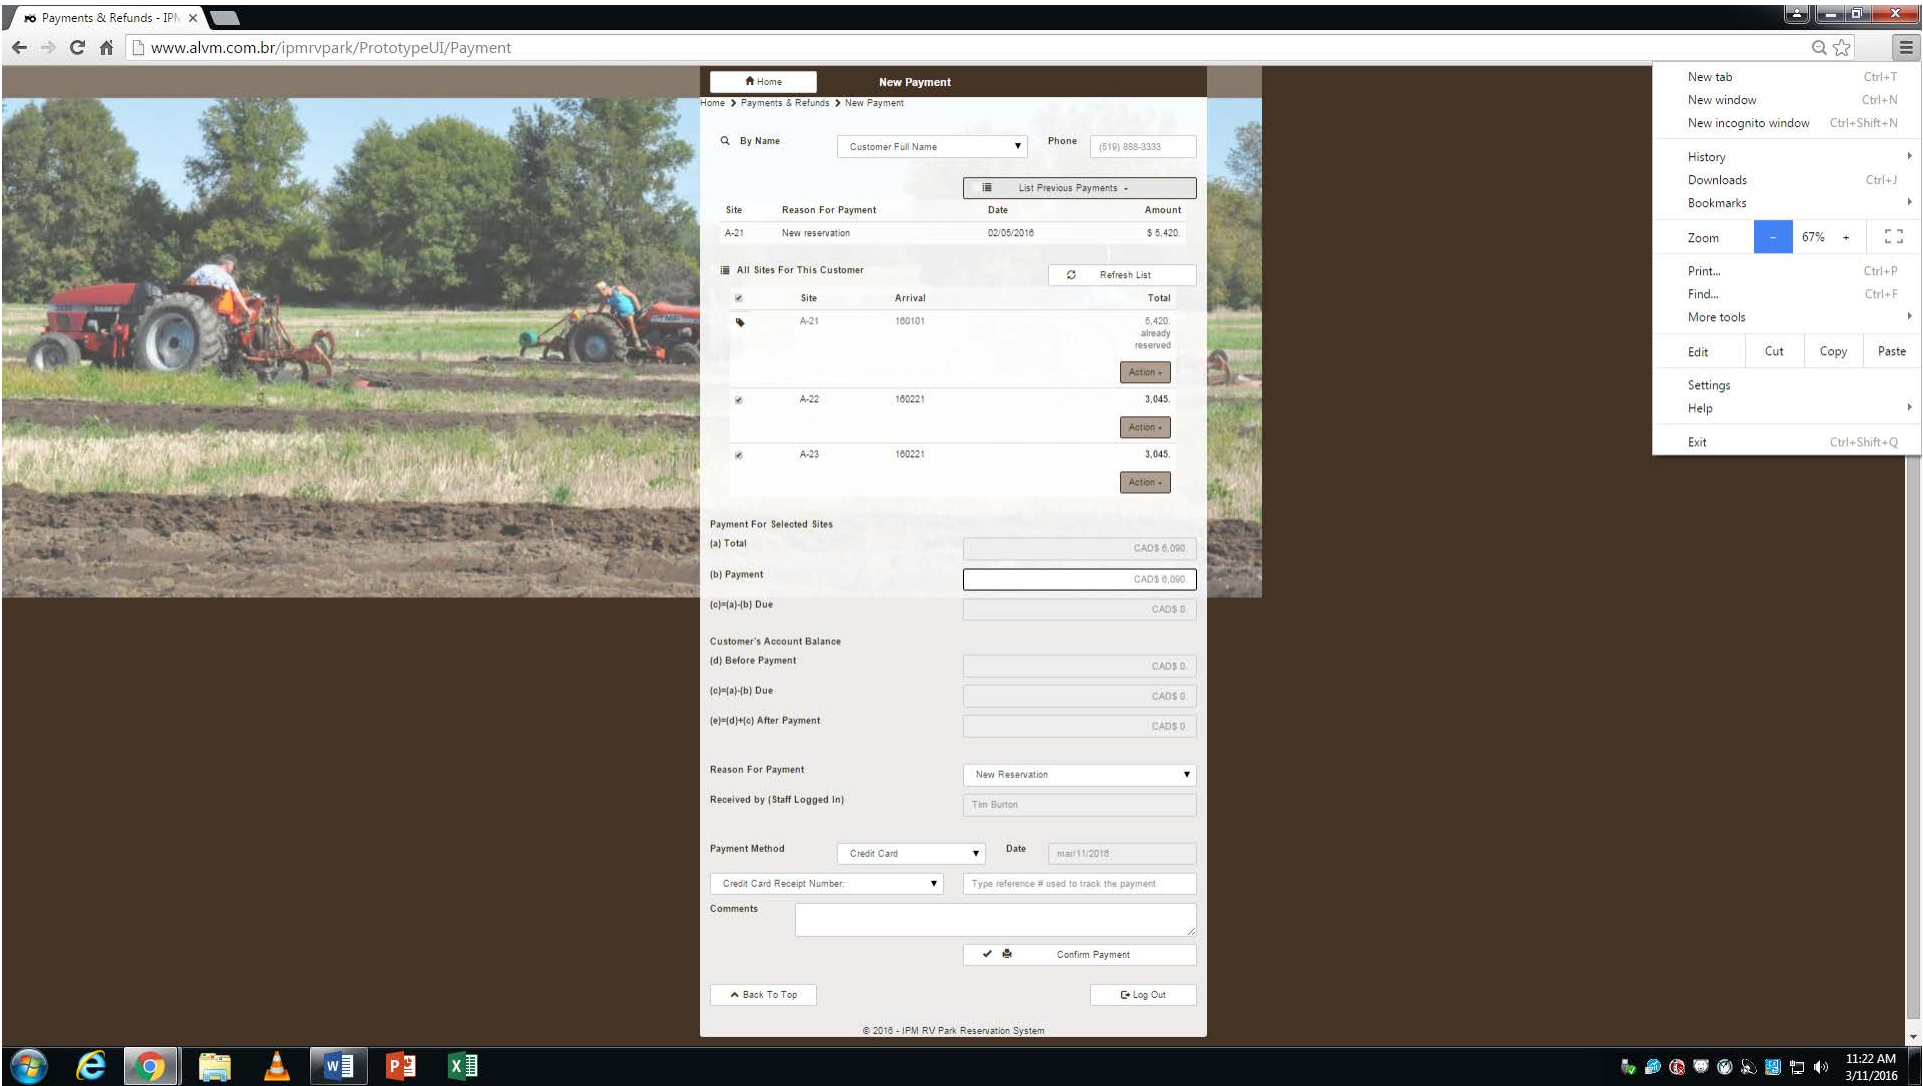 Payments & Refunds - IPM
www.alvm.com.br/ipmrvpark/PrototypeUI/Payment
New tab Ctrl+T
New window Ctrl+N
New incognito window Ctrl+Shift+N
History
Downloads Ctrl+J
Bookmarks
Zoom − 67% +
Print... Ctrl+P
Find... Ctrl+F
More tools
Edit Cut Copy Paste
Settings
Help
Exit Ctrl+Shift+Q
Home New Payment
Home > Payments & Refunds > New Payment
By Name Customer Full Name Phone (519) 888-3333
List Previous Payments
Site Reason For Payment Date Amount
A-21 New reservation 02/05/2016 $ 5,420.
All Sites For This Customer Refresh List
Site Arrival Total
A-21 160101 5,420.
already
reserved
Action
A-22 160221 3,045.
Action
A-23 160221 3,045.
Action
Payment For Selected Sites
(a) Total CAD$ 6,090.
(b) Payment CAD$ 6,090.
(c)=(a)-(b) Due CAD$ 0.
Customer's Account Balance
(d) Before Payment CAD$ 0.
(c)=(a)-(b) Due CAD$ 0.
(e)=(d)+(c) After Payment CAD$ 0.
Reason For Payment New Reservation
Received by (Staff Logged In) Tim Burton
Payment Method Credit Card Date mar/11/2016
Credit Card Receipt Number: Type reference # used to track the payment
Comments
Confirm Payment
Back To Top Log Out
© 2016 - IPM RV Park Reservation System
11:22 AM
3/11/2016